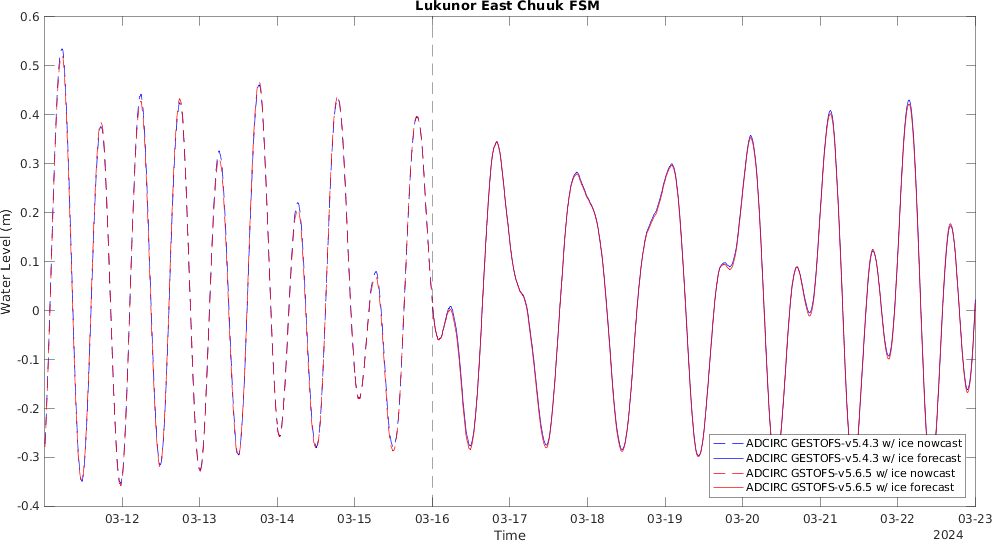 Lukunor East Chuuk FSM
0.6
0.5
0.4
0.3
0.2
0.1
0
-0.1
-0.2
-0.3
-0.4
Water Level (m)
ADCIRC GESTOFS-v5.4.3 w/ ice nowcast
ADCIRC GESTOFS-v5.4.3 w/ ice forecast
ADCIRC GSTOFS-v5.6.5 w/ ice nowcast
ADCIRC GSTOFS-v5.6.5 w/ ice forecast
03-12 03-13 03-14 03-15 03-16 03-17 03-18 03-19 03-20 03-21 03-22 03-23
Time
2024